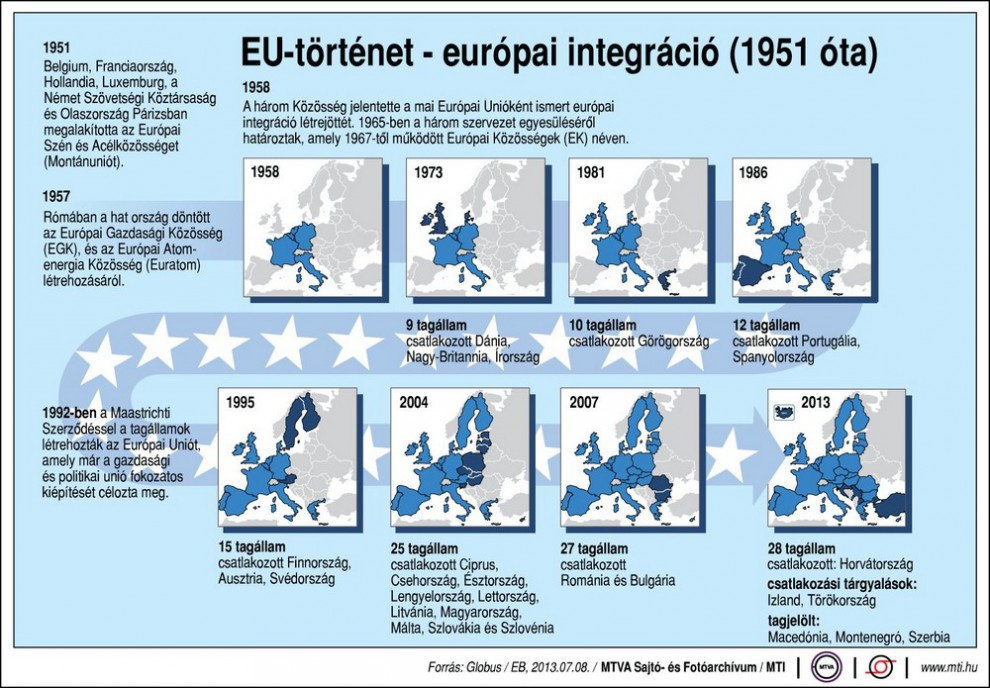 EU-történet - európai integráció (1951 óta)
1951
Belgium, Franciaország,
Hollandia, Luxemburg, a
Német Szövetségi Köztársaság
és Olaszország Párizsban
megalakította az Európai
Szén és Acélközösséget
(Montánuniót).
1957
Rómában a hat ország döntött
az Európai Gazdasági Közösség
(EGK), és az Európai Atom-
energia Közösség (Euratom)
létrehozásáról.
1958
A három Közösség jelentette a mai Európai Unióként ismert európai
integráció létrejöttét. 1965-ben a három szervezet egyesüléséről
határoztak, amely 1967-től működött Európai Közösségek (EK) néven.
1958
1973
9 tagállam
csatlakozott Dánia,
Nagy-Britannia, Írország
1981
10 tagállam
csatlakozott Görögország
1986
12 tagállam
csatlakozott Portugália,
Spanyolország
1992-ben a Maastrichti
Szerződéssel a tagállamok
létrehozták az Európai Uniót,
amely már a gazdasági
és politikai unió fokozatos
kiépítését célozta meg.
1995
15 tagállam
csatlakozott Finnország,
Ausztria, Svédország
2004
25 tagállam
csatlakozott Ciprus,
Csehország, Észtország,
Lengyelország, Lettország,
Litvánia, Magyarország,
Málta, Szlovákia és Szlovénia
2007
27 tagállam
csatlakozott
Románia és Bulgária
2013
28 tagállam
csatlakozott: Horvátország
csatlakozási tárgyalások:
Izland, Törökország
tagjelölt:
Macedónia, Montenegró, Szerbia
Forrás: Globus / EB, 2013.07.08. / MTVA Sajtó- és Fotóarchívum / MTI
MTVA
www.mti.hu